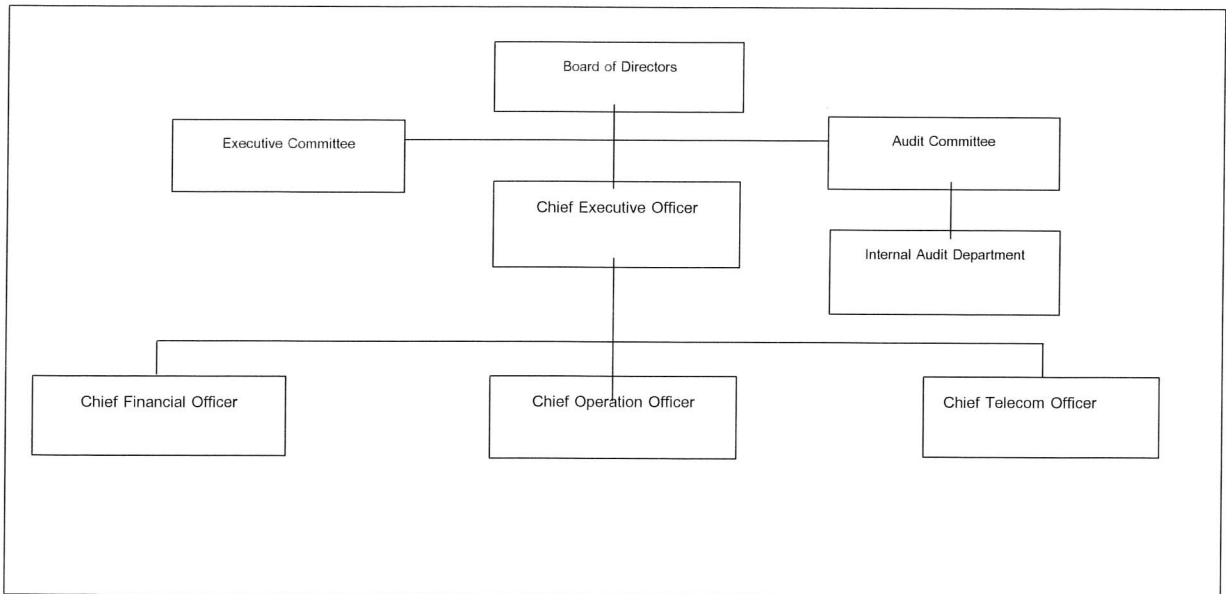 Board of Directors
Executive Committee
Audit Committee
Chief Executive Officer
Internal Audit Department
Chief Financial Officer
Chief Operation Officer
Chief Telecom Officer